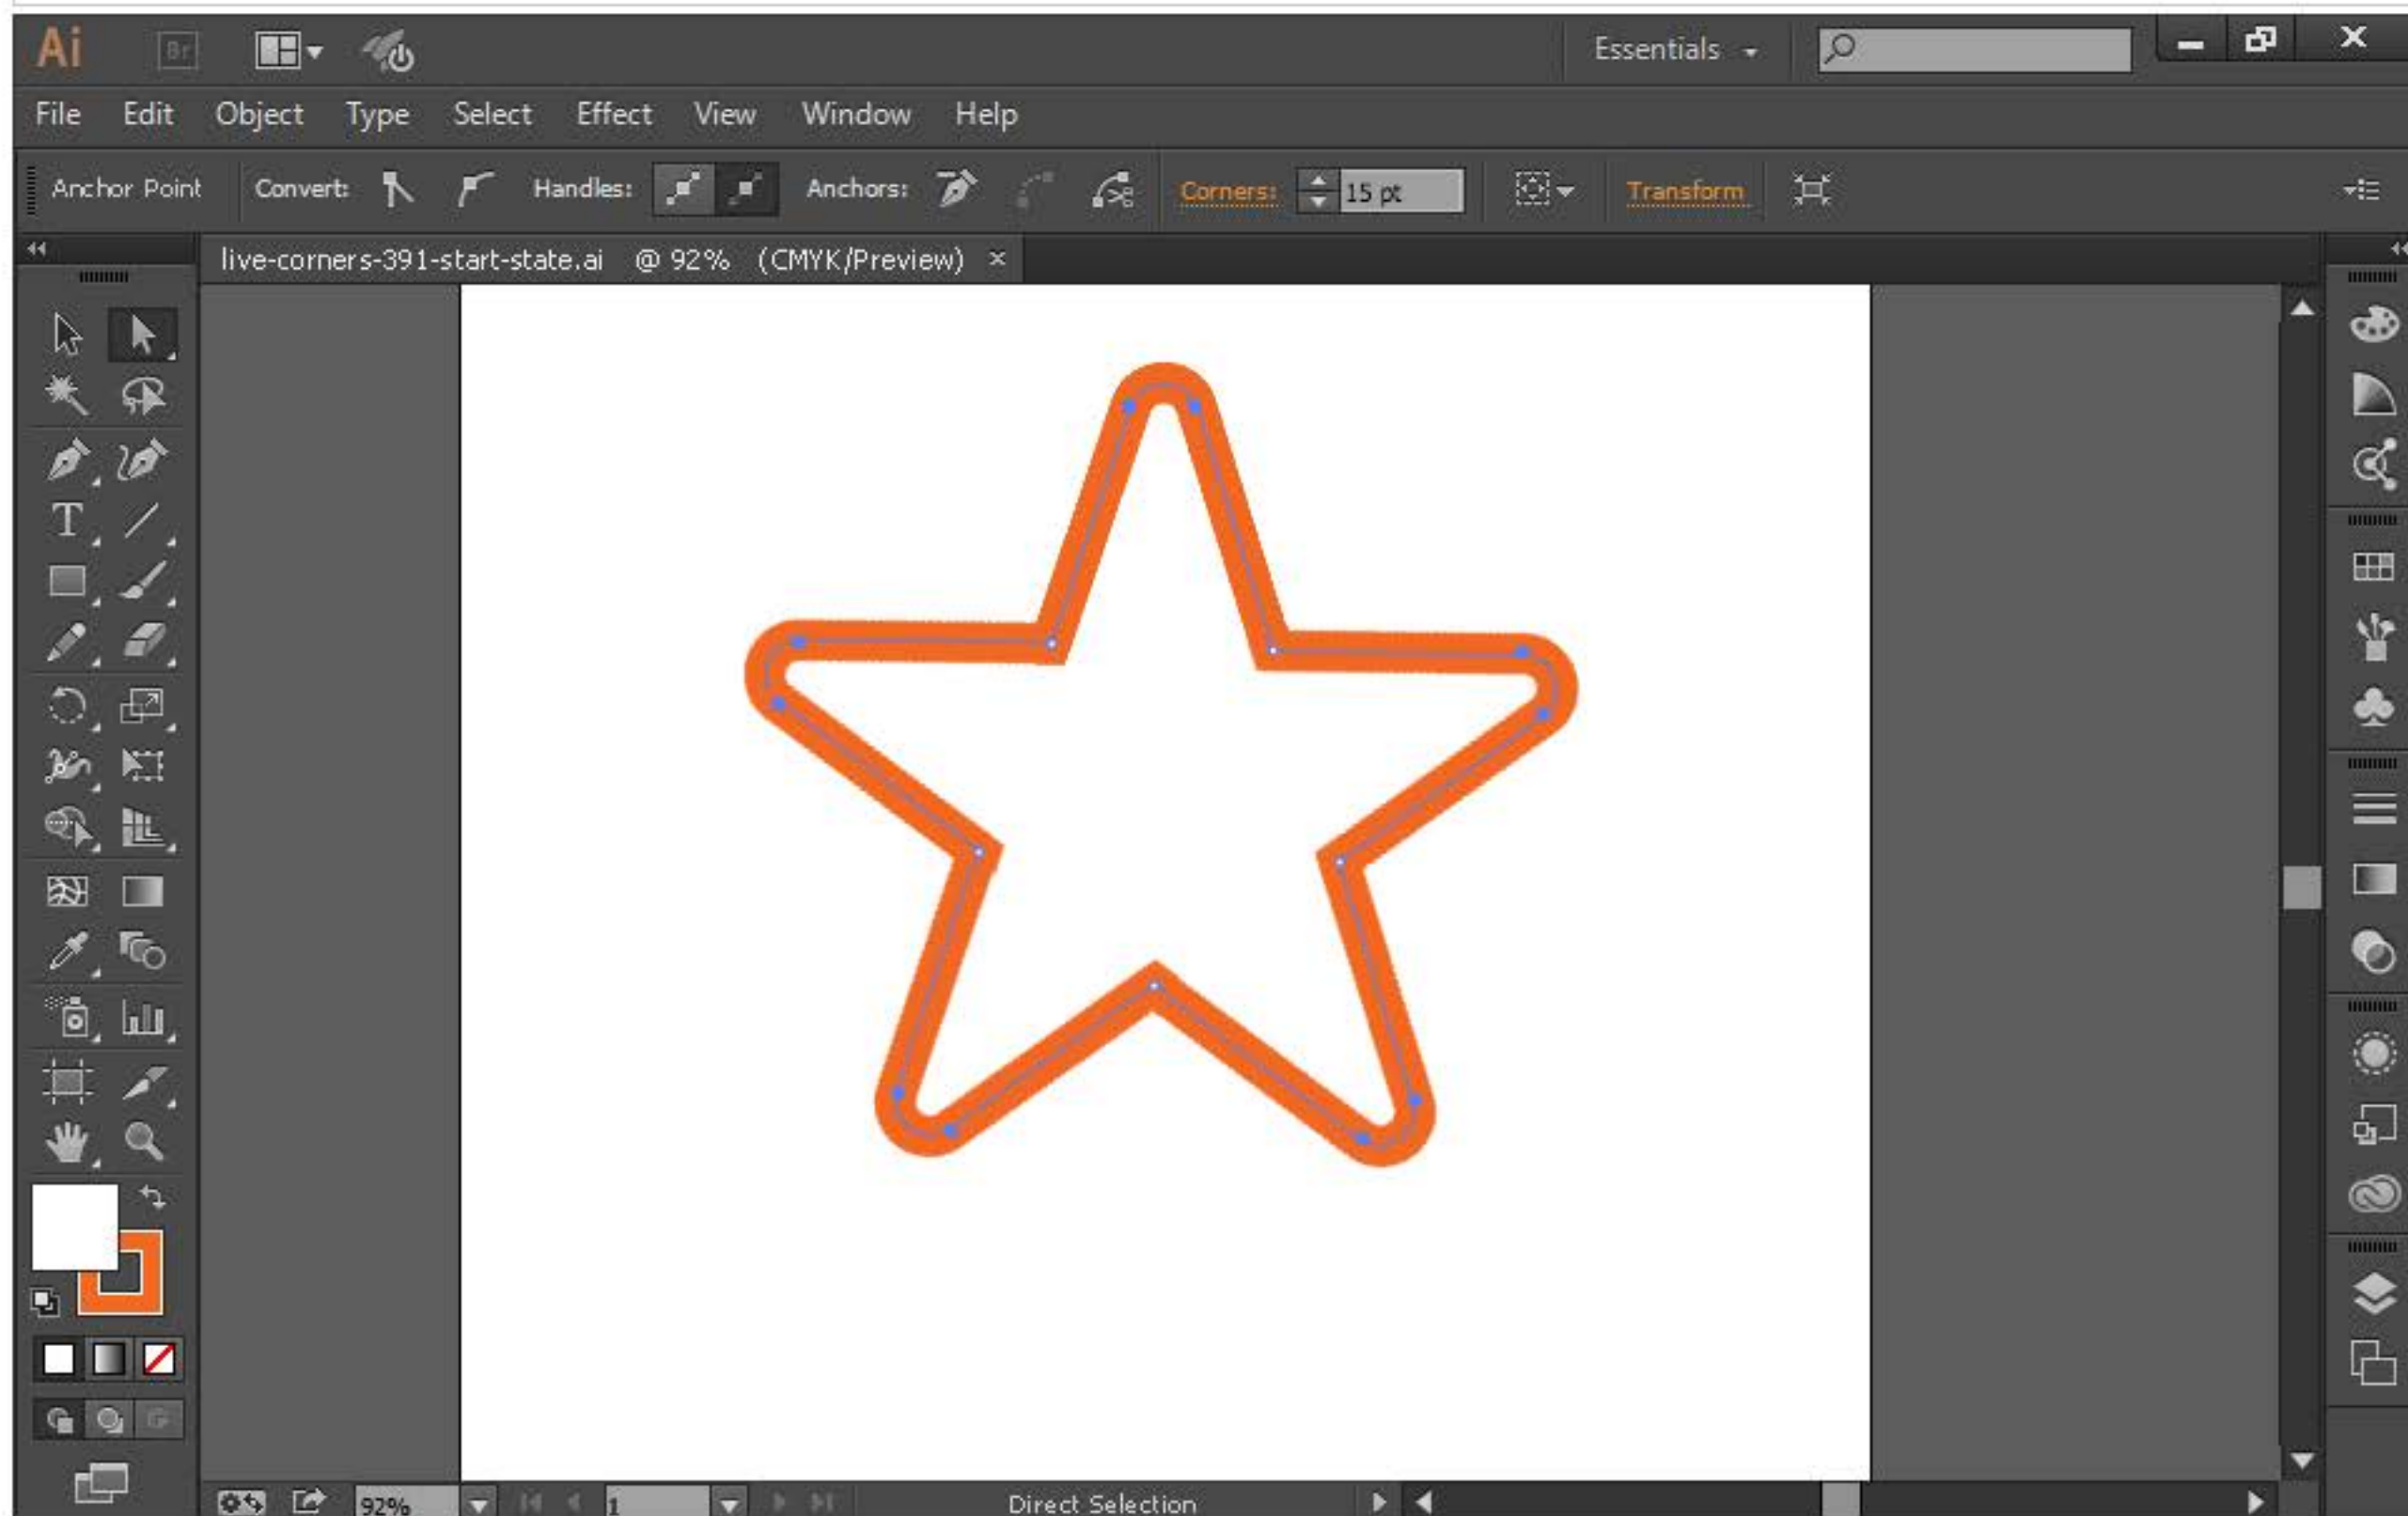 Ai Br Essentials
File Edit Object Type Select Effect View Window Help
Anchor Point Convert: Handles: Anchors: Corners: 15 pt Transform
live-corners-391-start-state.ai @ 92% (CMYK/Preview) ×
T
92% 1 Direct Selection